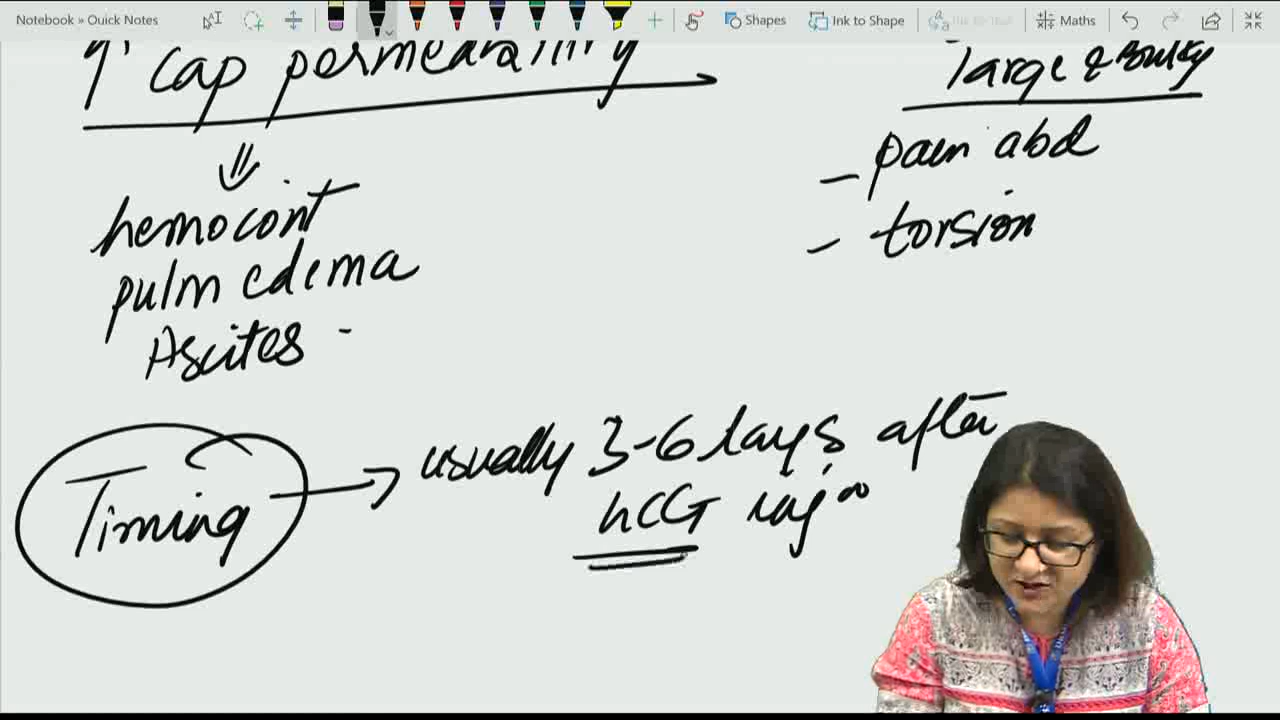 Notebook » Quick Notes
Shapes
Ink to Shape
Maths
↑ cap permeability
large & bulky
⇓
- pain abd
- torsion
hemocont
pulm edema
Ascites -
Timing → usually 3-6 days after
hCG inj